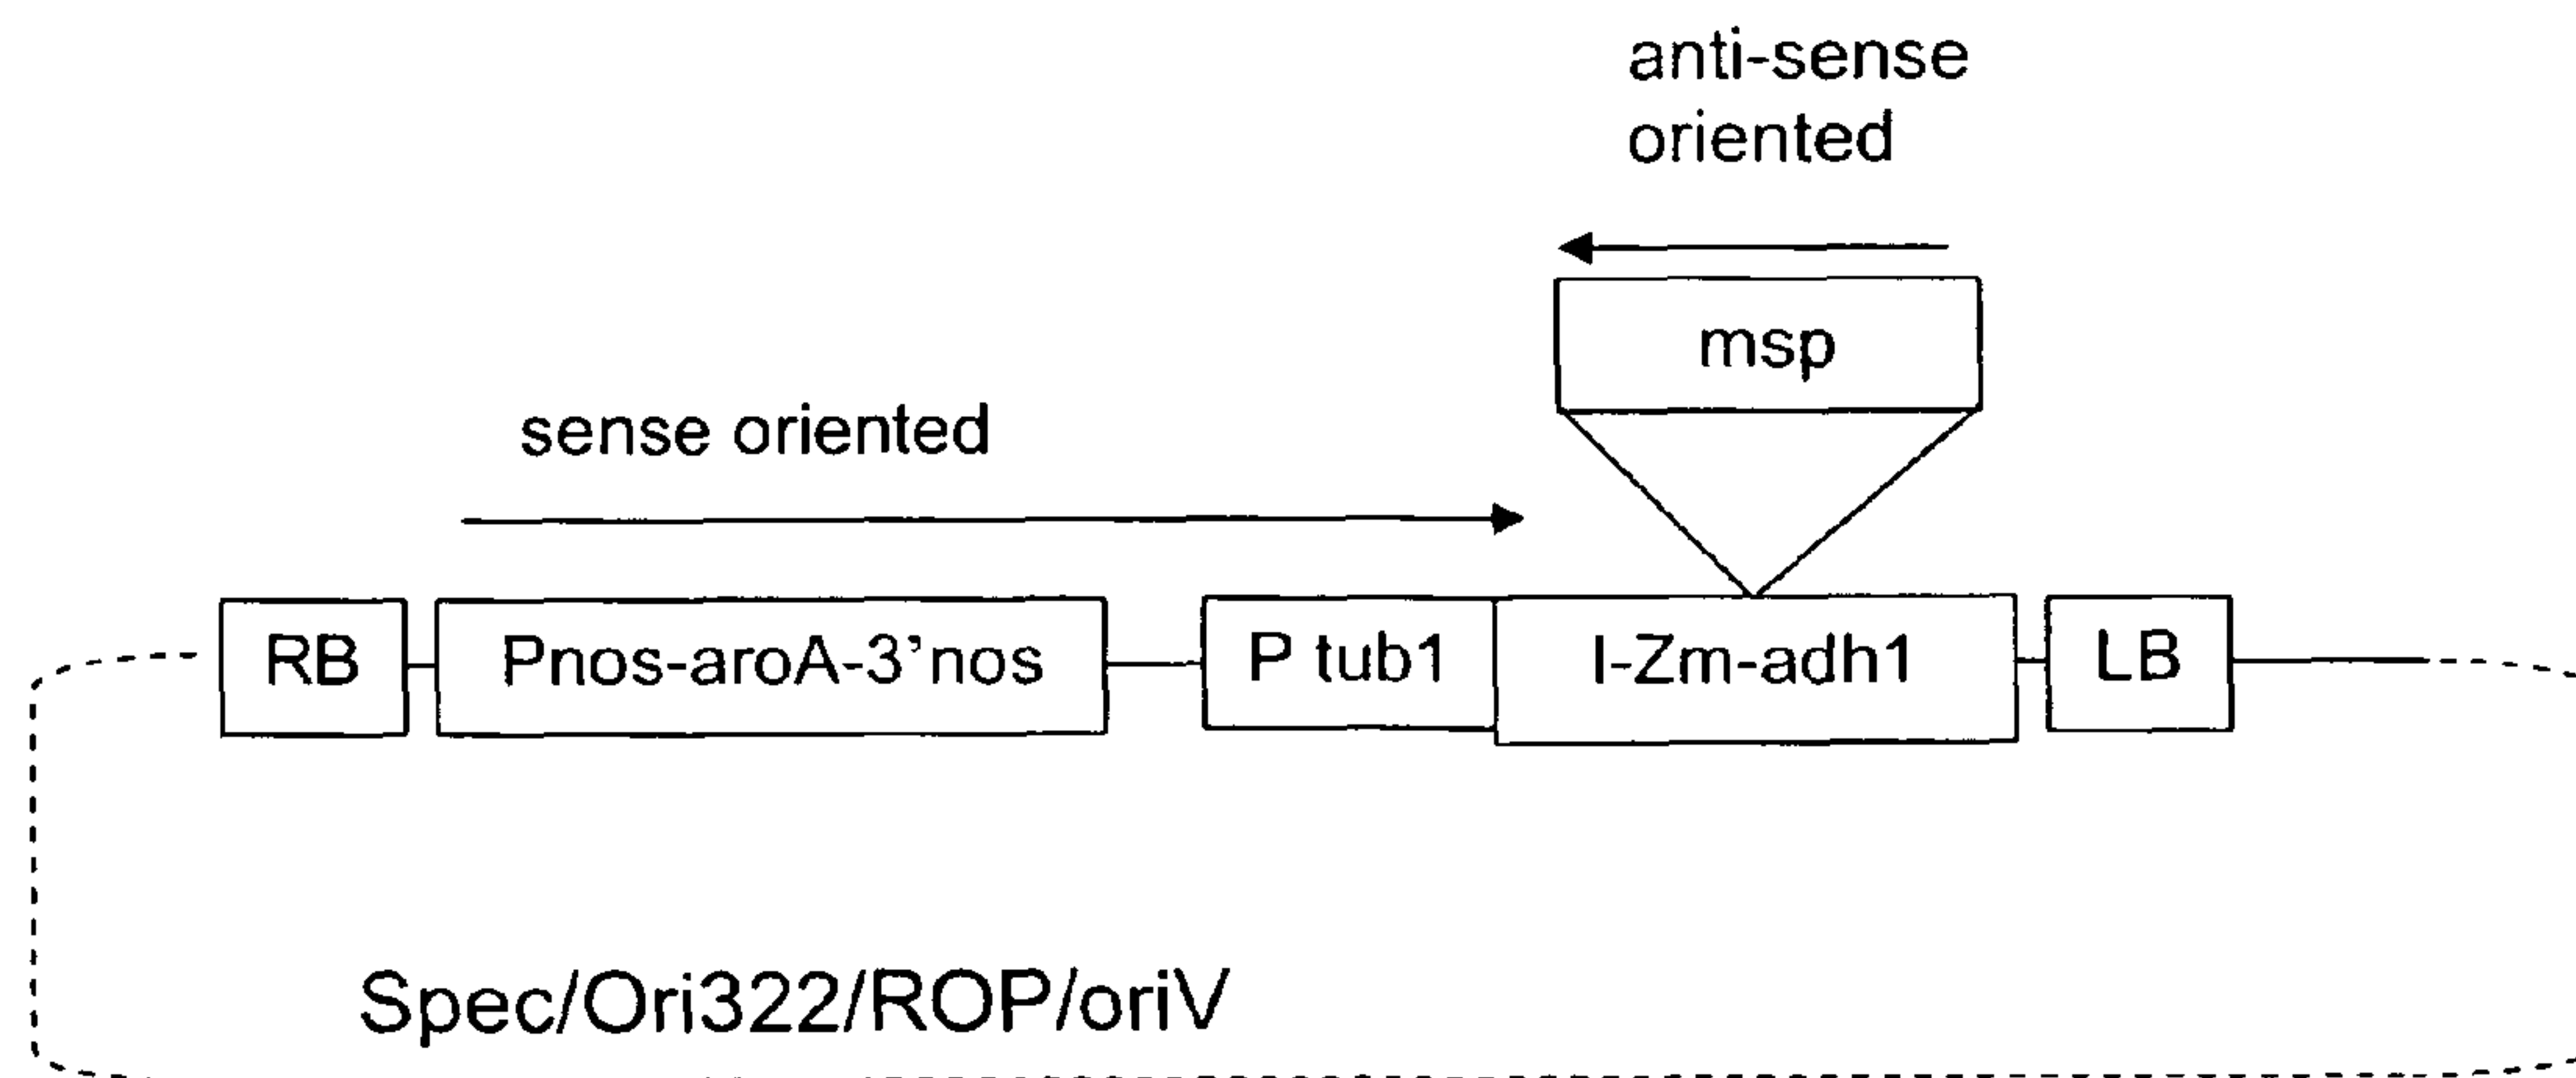 anti-sense
oriented
msp
sense oriented
RB
Pnos-aroA-3’nos
P tub1
I-Zm-adh1
LB
Spec/Ori322/ROP/oriV